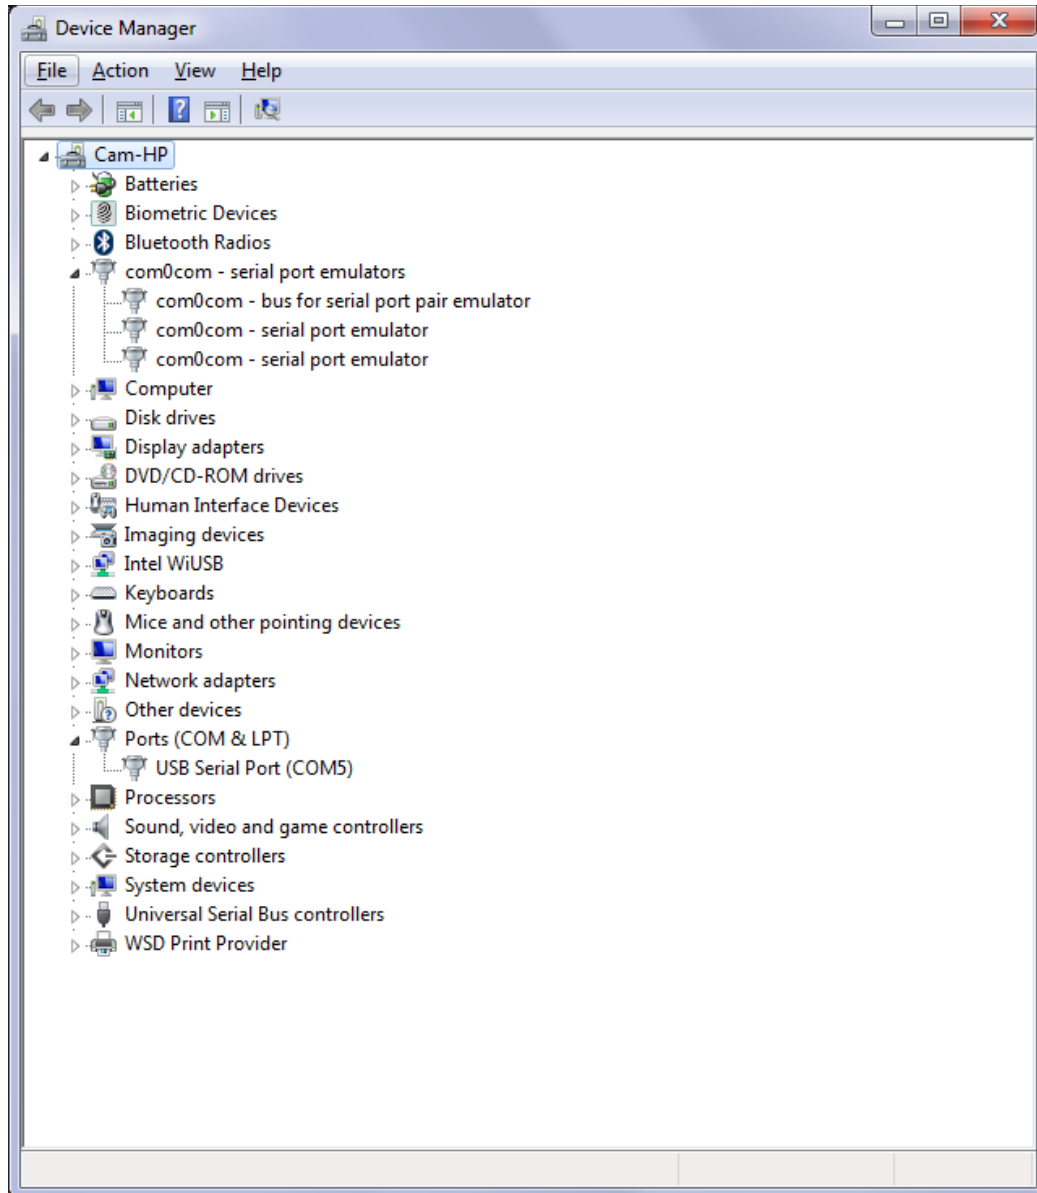 Device Manager
File Action View Help
Cam-HP
Batteries
Biometric Devices
Bluetooth Radios
com0com - serial port emulators
com0com - bus for serial port pair emulator
com0com - serial port emulator
com0com - serial port emulator
Computer
Disk drives
Display adapters
DVD/CD-ROM drives
Human Interface Devices
Imaging devices
Intel WiUSB
Keyboards
Mice and other pointing devices
Monitors
Network adapters
Other devices
Ports (COM & LPT)
USB Serial Port (COM5)
Processors
Sound, video and game controllers
Storage controllers
System devices
Universal Serial Bus controllers
WSD Print Provider